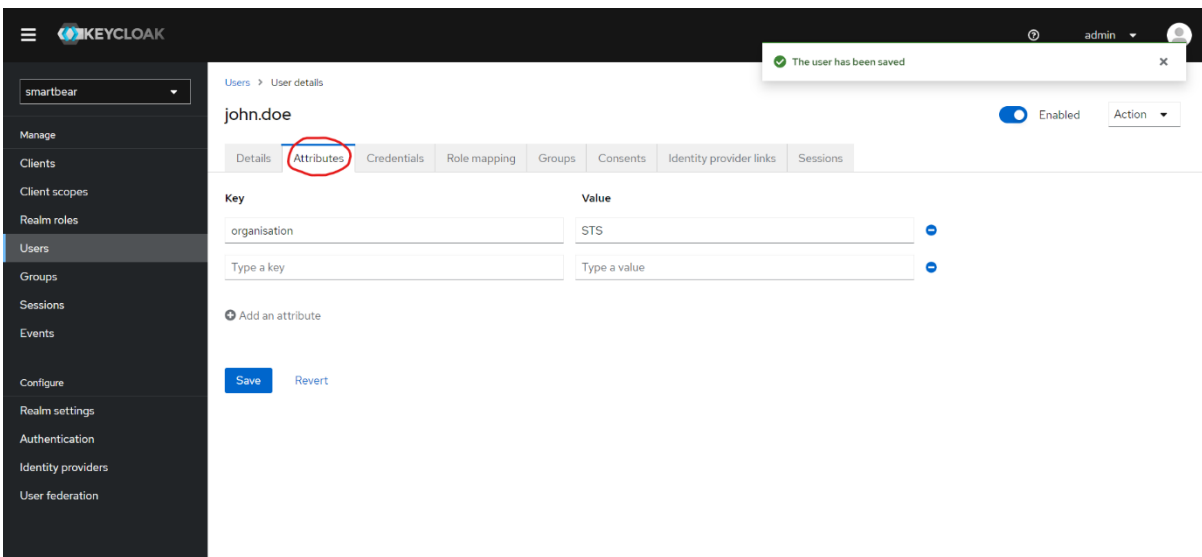 KEYCLOAK
admin
The user has been saved
smartbear
Manage
Clients
Client scopes
Realm roles
Users
Groups
Sessions
Events
Configure
Realm settings
Authentication
Identity providers
User federation
Users > User details
john.doe
Enabled
Action
Details Attributes Credentials Role mapping Groups Consents Identity provider links Sessions
Key Value
organisation STS
Type a key Type a value
Add an attribute
Save Revert